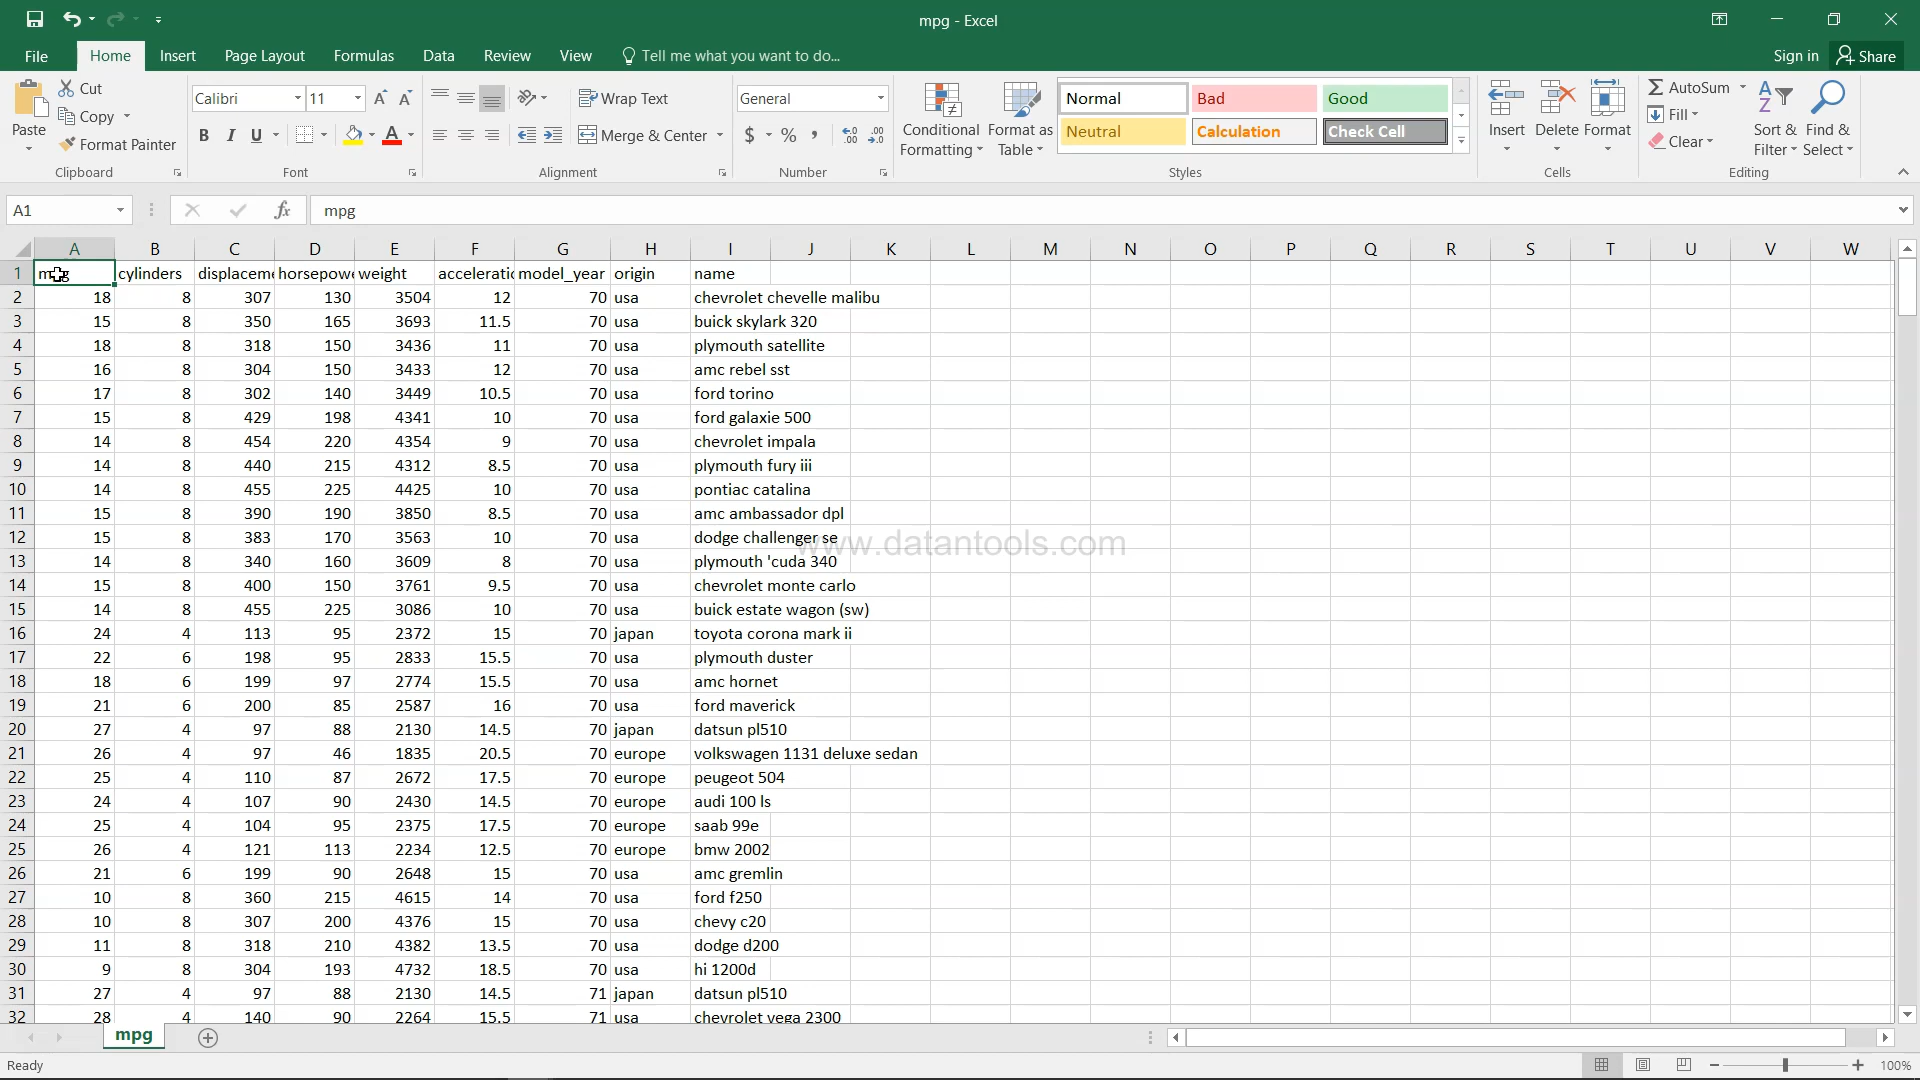 mpg - Excel
File Home Insert Page Layout Formulas Data Review View Tell me what you want to do... Sign in Share
Paste Cut Copy Format Painter Clipboard
Calibri 11 A A B I U A Font
Wrap Text Merge & Center Alignment
General $ % , Number
Conditional Formatting Format as Table
Normal Bad Good
Neutral Calculation Check Cell
Styles
Insert Delete Format Cells
AutoSum Fill Clear Sort & Filter Find & Select Editing
A1 fx mpg
A B C D E F G H I J K L M N O P Q R S T U V W
1 mpg cylinders displaceme horsepowe weight acceleratic model_year origin name
2 18 8 307 130 3504 12 70 usa chevrolet chevelle malibu
3 15 8 350 165 3693 11.5 70 usa buick skylark 320
4 18 8 318 150 3436 11 70 usa plymouth satellite
5 16 8 304 150 3433 12 70 usa amc rebel sst
6 17 8 302 140 3449 10.5 70 usa ford torino
7 15 8 429 198 4341 10 70 usa ford galaxie 500
8 14 8 454 220 4354 9 70 usa chevrolet impala
9 14 8 440 215 4312 8.5 70 usa plymouth fury iii
10 14 8 455 225 4425 10 70 usa pontiac catalina
11 15 8 390 190 3850 8.5 70 usa amc ambassador dpl
12 15 8 383 170 3563 10 70 usa dodge challenger se
www.datantools.com
13 14 8 340 160 3609 8 70 usa plymouth 'cuda 340
14 15 8 400 150 3761 9.5 70 usa chevrolet monte carlo
15 14 8 455 225 3086 10 70 usa buick estate wagon (sw)
16 24 4 113 95 2372 15 70 japan toyota corona mark ii
17 22 6 198 95 2833 15.5 70 usa plymouth duster
18 18 6 199 97 2774 15.5 70 usa amc hornet
19 21 6 200 85 2587 16 70 usa ford maverick
20 27 4 97 88 2130 14.5 70 japan datsun pl510
21 26 4 97 46 1835 20.5 70 europe volkswagen 1131 deluxe sedan
22 25 4 110 87 2672 17.5 70 europe peugeot 504
23 24 4 107 90 2430 14.5 70 europe audi 100 ls
24 25 4 104 95 2375 17.5 70 europe saab 99e
25 26 4 121 113 2234 12.5 70 europe bmw 2002
26 21 6 199 90 2648 15 70 usa amc gremlin
27 10 8 360 215 4615 14 70 usa ford f250
28 10 8 307 200 4376 15 70 usa chevy c20
29 11 8 318 210 4382 13.5 70 usa dodge d200
30 9 8 304 193 4732 18.5 70 usa hi 1200d
31 27 4 97 88 2130 14.5 71 japan datsun pl510
32 28 4 140 90 2264 15.5 71 usa chevrolet vega 2300
mpg
Ready 100%